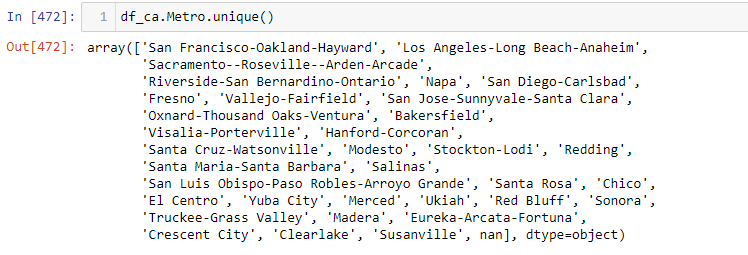 In [472]: 1 df_ca.Metro.unique()
Out[472]: array(['San Francisco-Oakland-Hayward', 'Los Angeles-Long Beach-Anaheim',
'Sacramento--Roseville--Arden-Arcade',
'Riverside-San Bernardino-Ontario', 'Napa', 'San Diego-Carlsbad',
'Fresno', 'Vallejo-Fairfield', 'San Jose-Sunnyvale-Santa Clara',
'Oxnard-Thousand Oaks-Ventura', 'Bakersfield',
'Visalia-Porterville', 'Hanford-Corcoran',
'Santa Cruz-Watsonville', 'Modesto', 'Stockton-Lodi', 'Redding',
'Santa Maria-Santa Barbara', 'Salinas',
'San Luis Obispo-Paso Robles-Arroyo Grande', 'Santa Rosa', 'Chico',
'El Centro', 'Yuba City', 'Merced', 'Ukiah', 'Red Bluff', 'Sonora',
'Truckee-Grass Valley', 'Madera', 'Eureka-Arcata-Fortuna',
'Crescent City', 'Clearlake', 'Susanville', nan], dtype=object)